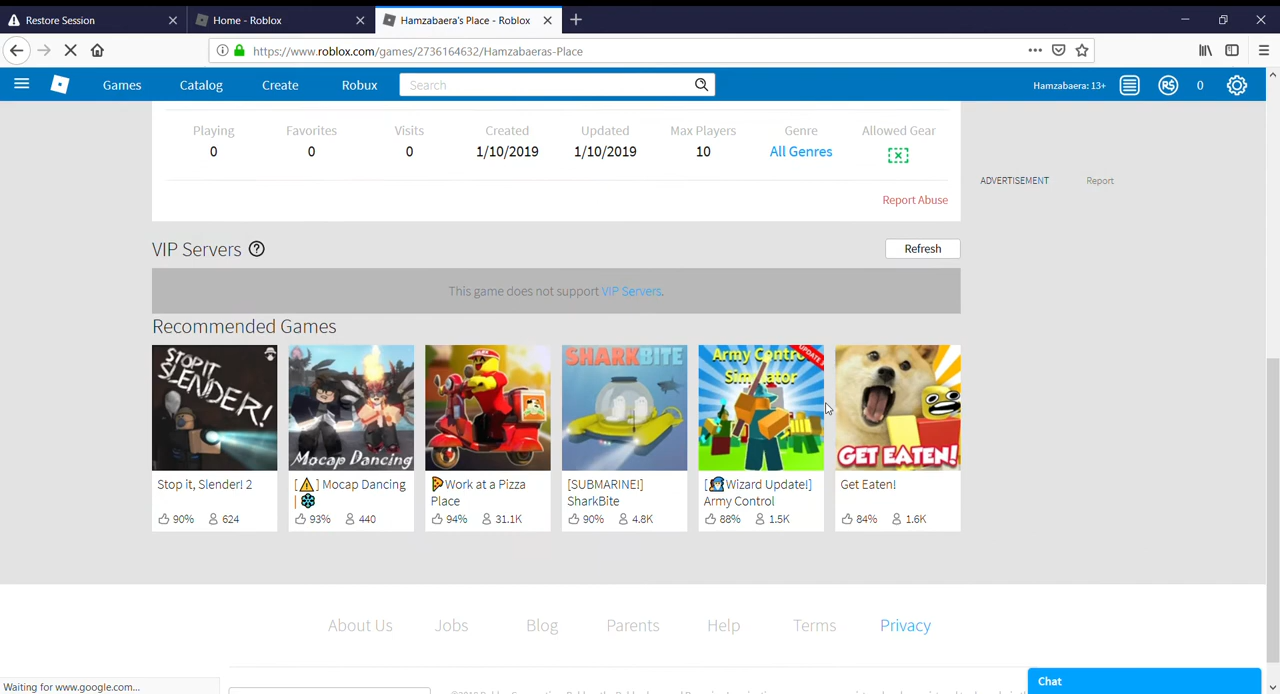 Restore Session
Home - Roblox
Hamzabaera's Place - Roblox
https://www.roblox.com/games/2736164632/Hamzabaeras-Place
Games
Catalog
Create
Robux
Search
Hamzabaera: 13+
R$
0
Playing Favorites Visits Created Updated Max Players Genre Allowed Gear
0 0 0 1/10/2019 1/10/2019 10 All Genres
ADVERTISEMENT Report
Report Abuse
VIP Servers ?
Refresh
This game does not support VIP Servers.
Recommended Games
STOP IT,
SLENDER!
Mocap Dancing
SHARKBITE
Army Control
Simulator
UPDATE
GET EATEN!
Stop it, Slender! 2
90% 624
[⚠] Mocap Dancing
|
93% 440
🍕Work at a Pizza
Place
94% 31.1K
[SUBMARINE!]
SharkBite
90% 4.8K
[Wizard Update!]
Army Control
88% 1.5K
Get Eaten!
84% 1.6K
About Us Jobs Blog Parents Help Terms Privacy
Chat
Waiting for www.google.com...